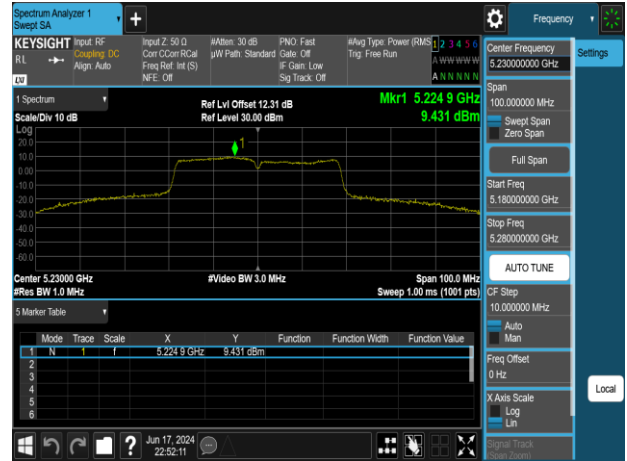 Spectrum Analyzer 1
Swept SA
+
Frequency
KEYSIGHT
Input: RF
Coupling: DC
Align: Auto
Input Z: 50 Ω
Corr CCorr RCal
Freq Ref: Int (S)
NFE: Off
#Atten: 30 dB
µW Path: Standard
PNO: Fast
Gate: Off
IF Gain: Low
Sig Track: Off
#Avg Type: Power (RMS
Trig: Free Run
1 2 3 4 5 6
A W W W W W
A N N N N N
RL
LXI
1 Spectrum
Scale/Div 10 dB
Ref Lvl Offset 12.31 dB
Ref Level 30.00 dBm
Mkr1 5.224 9 GHz
9.431 dBm
Log
1
20.0
10.0
0.00
-10.0
-20.0
-30.0
-40.0
-50.0
-60.0
Center 5.23000 GHz
#Res BW 1.0 MHz
#Video BW 3.0 MHz
Span 100.0 MHz
Sweep 1.00 ms (1001 pts)
5 Marker Table
Mode Trace Scale X Y Function Function Width Function Value
1 N 1 f 5.224 9 GHz 9.431 dBm
2
3
4
5
6
?
Jun 17, 2024
22:52:11
Center Frequency
5.230000000 GHz
Settings
Span
100.000000 MHz
Swept Span
Zero Span
Full Span
Start Freq
5.180000000 GHz
Stop Freq
5.280000000 GHz
AUTO TUNE
CF Step
10.000000 MHz
Auto
Man
Freq Offset
0 Hz
X Axis Scale
Log
Lin
Signal Track
(Span Zoom)
Local